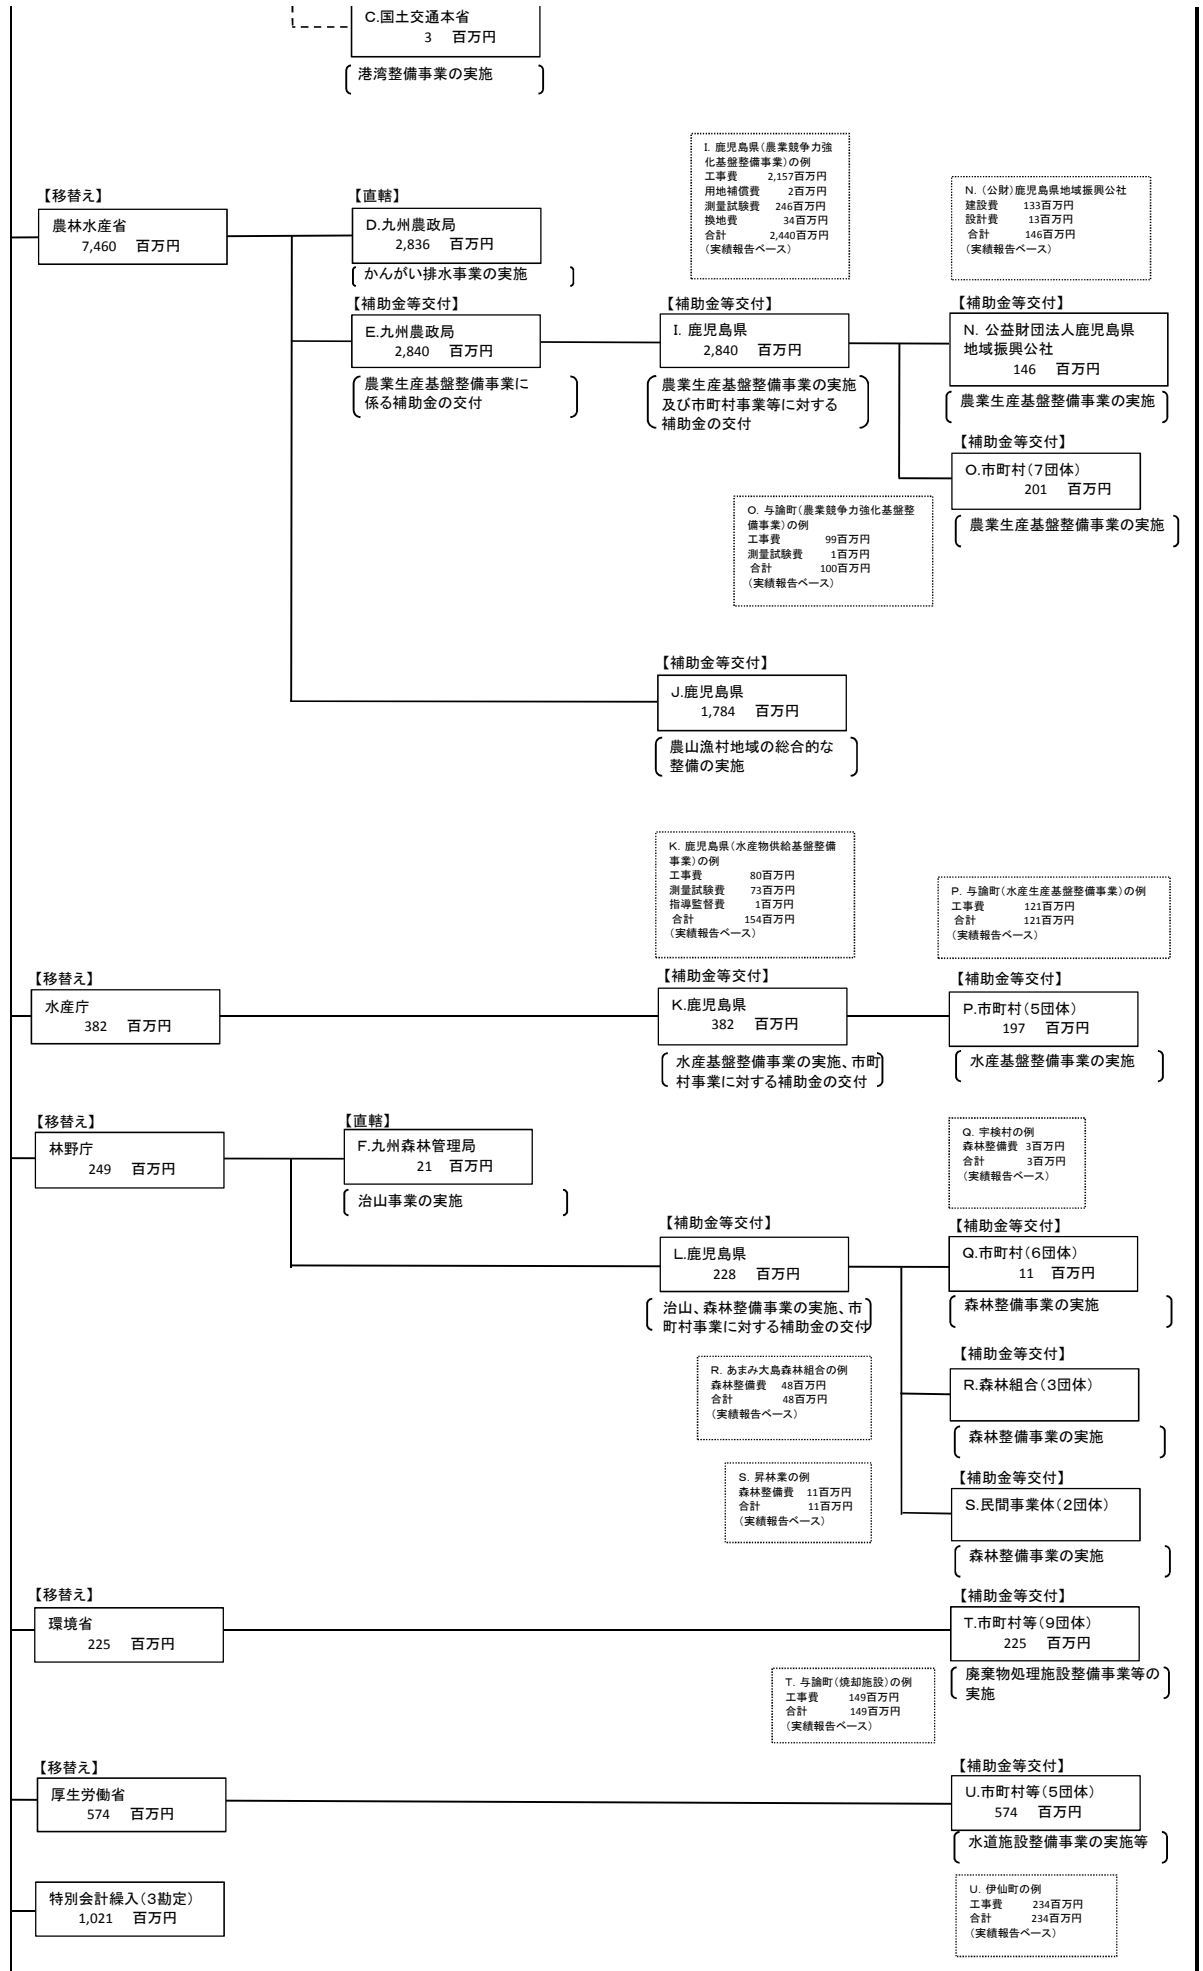 C.国土交通本省
3 百万円
港湾整備事業の実施
I. 鹿児島県(農業競争力強
化基盤整備事業)の例
工事費 2,157百万円
用地補償費 2百万円
測量試験費 246百万円
換地費 34百万円
合計 2,440百万円
(実績報告ベース)
N. (公財)鹿児島県地域振興公社
建設費 133百万円
設計費 13百万円
合計 146百万円
(実績報告ベース)
【移替え】
農林水産省
7,460 百万円
【直轄】
D.九州農政局
2,836 百万円
かんがい排水事業の実施
【補助金等交付】
E.九州農政局
2,840 百万円
農業生産基盤整備事業に
係る補助金の交付
【補助金等交付】
I. 鹿児島県
2,840 百万円
農業生産基盤整備事業の実施
及び市町村事業等に対する
補助金の交付
【補助金等交付】
N. 公益財団法人鹿児島県
地域振興公社
146 百万円
農業生産基盤整備事業の実施
【補助金等交付】
O.市町村(7団体)
201 百万円
農業生産基盤整備事業の実施
O. 与論町(農業競争力強化基盤整
備事業)の例
工事費 99百万円
測量試験費 1百万円
合計 100百万円
(実績報告ベース)
【補助金等交付】
J.鹿児島県
1,784 百万円
農山漁村地域の総合的な
整備の実施
K. 鹿児島県(水産物供給基盤整備
事業)の例
工事費 80百万円
測量試験費 73百万円
指導監督費 1百万円
合計 154百万円
(実績報告ベース)
P. 与論町(水産生産基盤整備事業)の例
工事費 121百万円
合計 121百万円
(実績報告ベース)
【移替え】
水産庁
382 百万円
【補助金等交付】
K.鹿児島県
382 百万円
水産基盤整備事業の実施、市町
村事業に対する補助金の交付
【補助金等交付】
P.市町村(5団体)
197 百万円
水産基盤整備事業の実施
【移替え】
林野庁
249 百万円
【直轄】
F.九州森林管理局
21 百万円
治山事業の実施
Q. 宇検村の例
森林整備費 3百万円
合計 3百万円
(実績報告ベース)
【補助金等交付】
L.鹿児島県
228 百万円
治山、森林整備事業の実施、市
町村事業に対する補助金の交付
【補助金等交付】
Q.市町村(6団体)
11 百万円
森林整備事業の実施
R. あまみ大島森林組合の例
森林整備費 48百万円
合計 48百万円
(実績報告ベース)
【補助金等交付】
R.森林組合(3団体)
森林整備事業の実施
S. 昇林業の例
森林整備費 11百万円
合計 11百万円
(実績報告ベース)
【補助金等交付】
S.民間事業体(2団体)
森林整備事業の実施
【移替え】
環境省
225 百万円
【補助金等交付】
T.市町村等(9団体)
225 百万円
廃棄物処理施設整備事業等の
実施
T. 与論町(焼却施設)の例
工事費 149百万円
合計 149百万円
(実績報告ベース)
【移替え】
厚生労働省
574 百万円
【補助金等交付】
U.市町村等(5団体)
574 百万円
水道施設整備事業の実施等
特別会計繰入(3勘定)
1,021 百万円
U. 伊仙町の例
工事費 234百万円
合計 234百万円
(実績報告ベース)